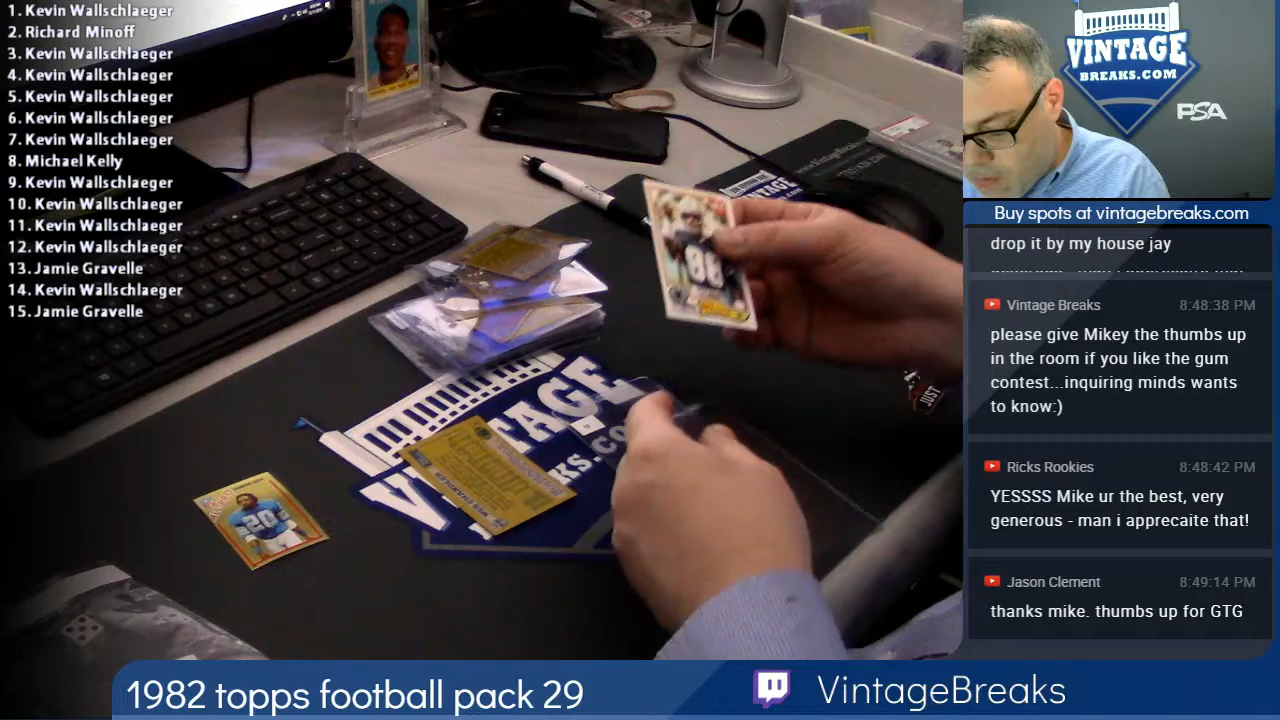 1. Kevin Wallschlaeger
2. Richard Minoff
3. Kevin Wallschlaeger
4. Kevin Wallschlaeger
5. Kevin Wallschlaeger
6. Kevin Wallschlaeger
7. Kevin Wallschlaeger
8. Michael Kelly
9. Kevin Wallschlaeger
10. Kevin Wallschlaeger
11. Kevin Wallschlaeger
12. Kevin Wallschlaeger
13. Jamie Gravelle
14. Kevin Wallschlaeger
15. Jamie Gravelle
VINTAGE
BREAKS.COM
PSA
Buy spots at vintagebreaks.com
drop it by my house jay
Vintage Breaks 8:48:38 PM
please give Mikey the thumbs up
in the room if you like the gum
contest...inquiring minds wants
to know:)
Ricks Rookies 8:48:42 PM
YESSSS Mike ur the best, very
generous - man i apprecaite that!
Jason Clement 8:49:14 PM
thanks mike. thumbs up for GTG
88
20
JUST
1982 topps football pack 29
VintageBreaks